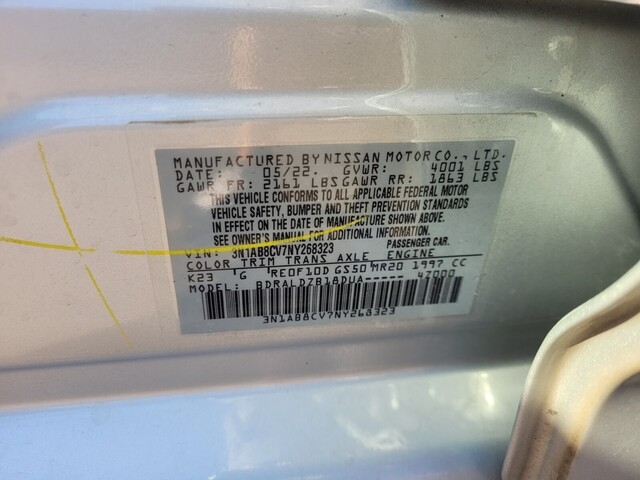 MANUFACTURED BY NISSAN MOTOR CO., LTD.
DATE: 05/22. GVWR: 4001 LBS
GAWR FR: 2161 LBS GAWR RR: 1863 LBS
THIS VEHICLE CONFORMS TO ALL APPLICABLE FEDERAL MOTOR
VEHICLE SAFETY, BUMPER AND THEFT PREVENTION STANDARDS
IN EFFECT ON THE DATE OF MANUFACTURE SHOWN ABOVE.
SEE OWNER'S MANUAL FOR ADDITIONAL INFORMATION.
VIN: 3N1AB8CV7NY268323 PASSENGER CAR.
COLOR TRIM TRANS AXLE ENGINE
K23 'G RE0F10D GS50 MR20 1997 CC
BDRALDZB18DUA---- 4Z000
3N1AB8CV7NY268323